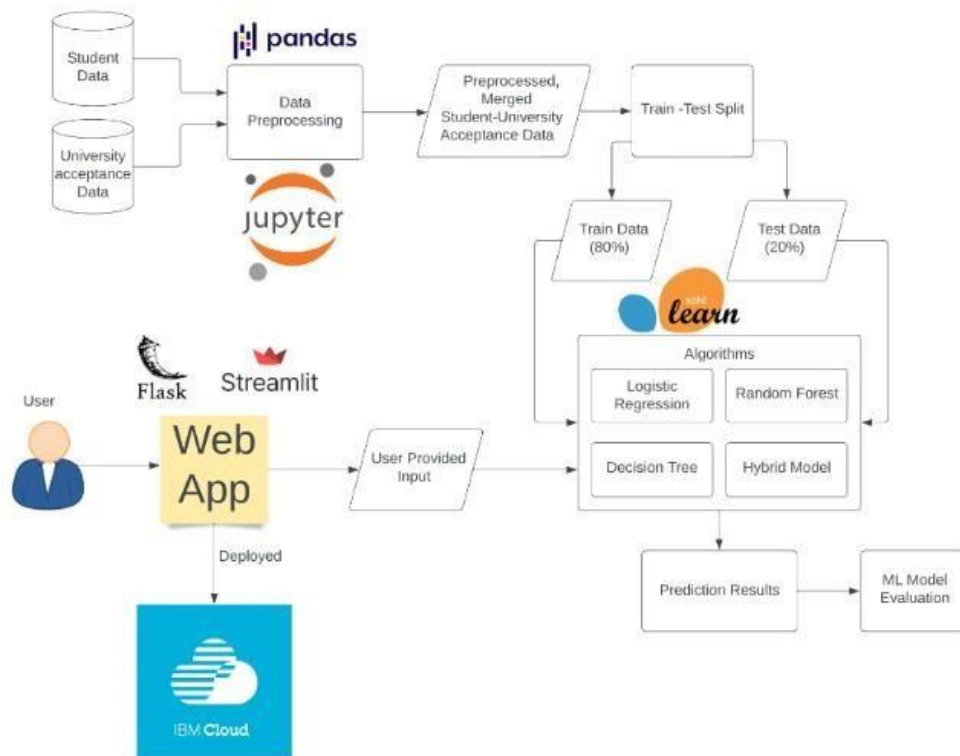 pandas
Student
Data
Data
Preprocessing
Preprocessed,
Merged
Student-University
Acceptance Data
Train -Test Split
University
acceptance
Data
jupyter
Train Data
(80%)
Test Data
(20%)
scikit
learn
Algorithms
Logistic
Regression
Random Forest
Decision Tree
Hybrid Model
Flask
Streamlit
User
Web
App
User Provided
Input
Deployed
Prediction Results
ML Model
Evaluation
IBM Cloud